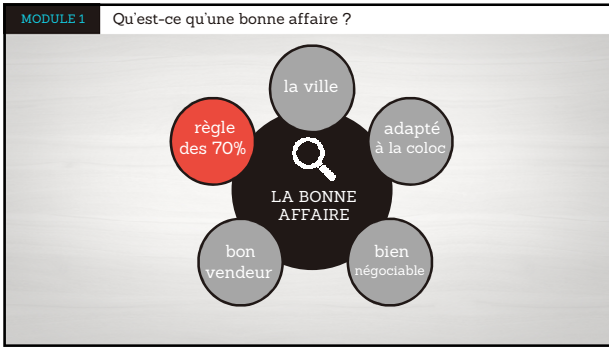 MODULE 1
Qu'est-ce qu'une bonne affaire ?
la ville
règle
des 70%
adapté
à la coloc
LA BONNE
AFFAIRE
bon
vendeur
bien
négociable